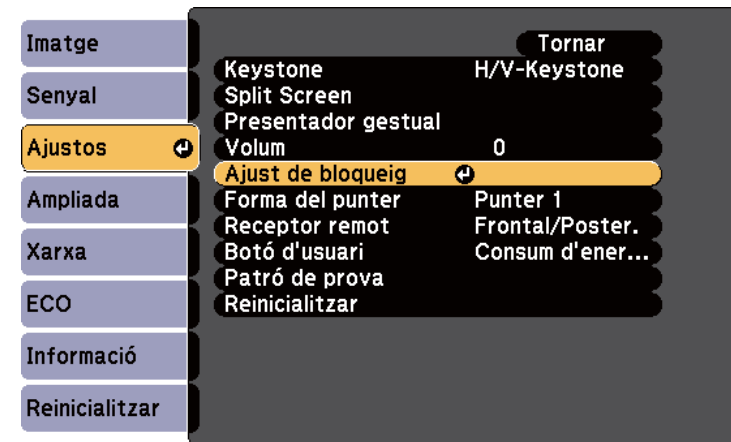 Imatge
Senyal
Ajustos
Ampliada
Xarxa
ECO
Informació
Reinicialitzar
Tornar
Keystone H/V-Keystone
Split Screen
Presentador gestual
Volum 0
Ajust de bloqueig
Forma del punter Punter 1
Receptor remot Frontal/Poster.
Botó d'usuari Consum d'ener...
Patró de prova
Reinicialitzar